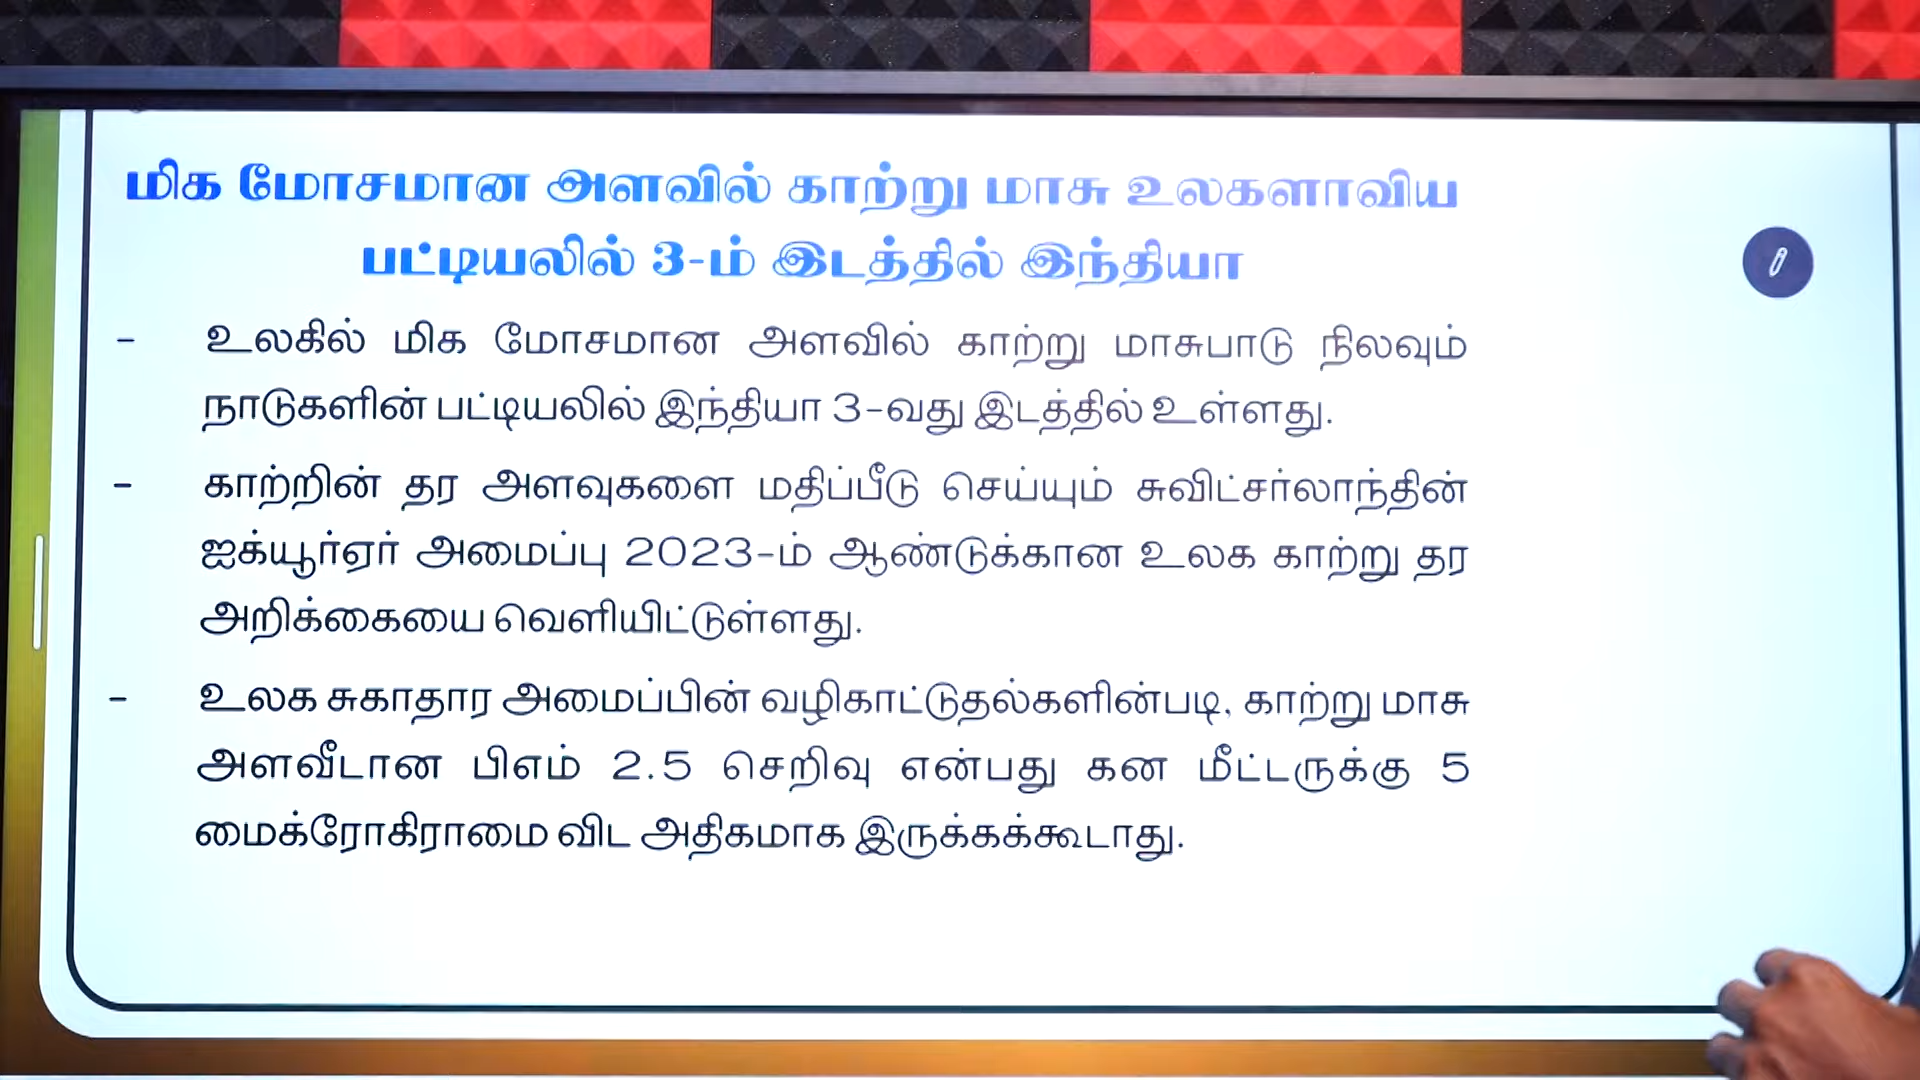 மிக மோசமான அளவில் காற்று மாசு உலகளாவிய
பட்டியலில் 3-ம் இடத்தில் இந்தியா
- உலகில் மிக மோசமான அளவில் காற்று மாசுபாடு நிலவும்
நாடுகளின் பட்டியலில் இந்தியா 3-வது இடத்தில் உள்ளது.
- காற்றின் தர அளவுகளை மதிப்பீடு செய்யும் சுவிட்சர்லாந்தின்
ஐக்யூர்ஏர் அமைப்பு 2023-ம் ஆண்டுக்கான உலக காற்று தர
அறிக்கையை வெளியிட்டுள்ளது.
- உலக சுகாதார அமைப்பின் வழிகாட்டுதல்களின்படி, காற்று மாசு
அளவீடான பிஎம் 2.5 செறிவு என்பது கன மீட்டருக்கு 5
மைக்ரோகிராமை விட அதிகமாக இருக்கக்கூடாது.